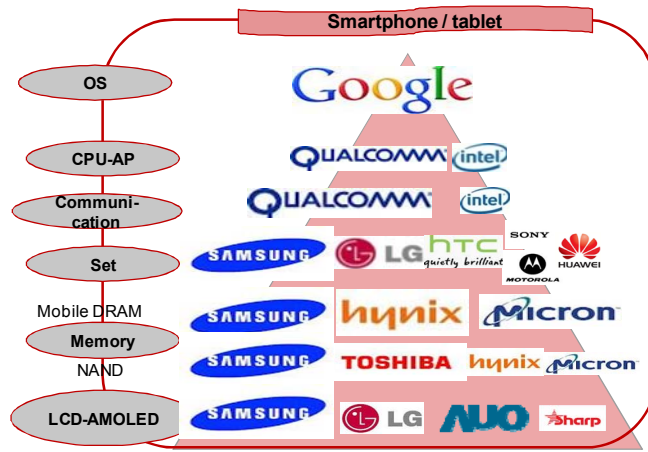 Smartphone / tablet
OS
Google
CPU-AP
QUALCOMM intel
Communi-
cation
QUALCOMM intel
Set
SAMSUNG LG hTC
quietly brilliant
SONY
MOTOROLA
HUAWEI
Mobile DRAM
SAMSUNG hynix Micron
Memory
NAND
SAMSUNG TOSHIBA hynix Micron
LCD-AMOLED
SAMSUNG LG AUO Sharp